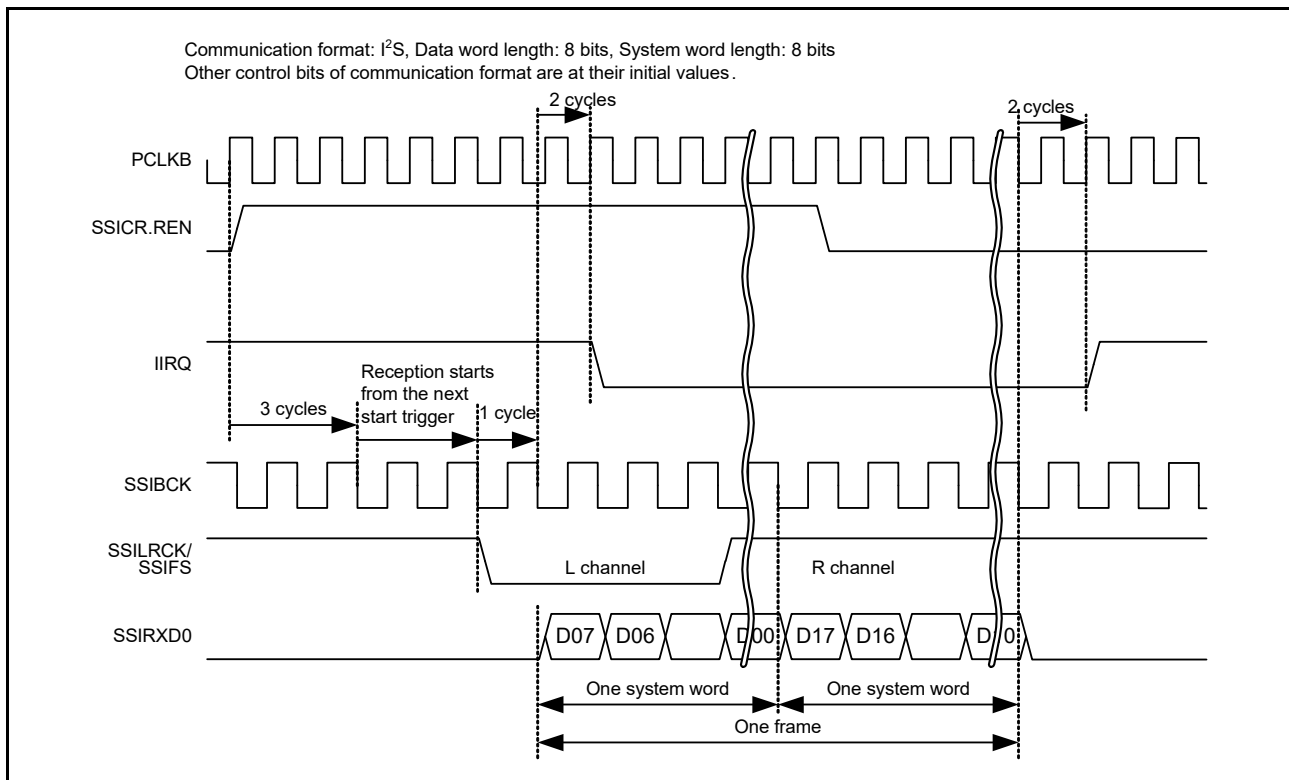 Communication format: I²S, Data word length: 8 bits, System word length: 8 bits
Other control bits of communication format are at their initial values.
2 cycles
2 cycles
PCLKB
SSICR.REN
IIRQ
Reception starts
from the next
start trigger
3 cycles
1 cycle
SSIBCK
SSILRCK/
SSIFS
L channel
R channel
SSIRXD0
D07
D06
D00
D17
D16
One system word
One system word
One frame